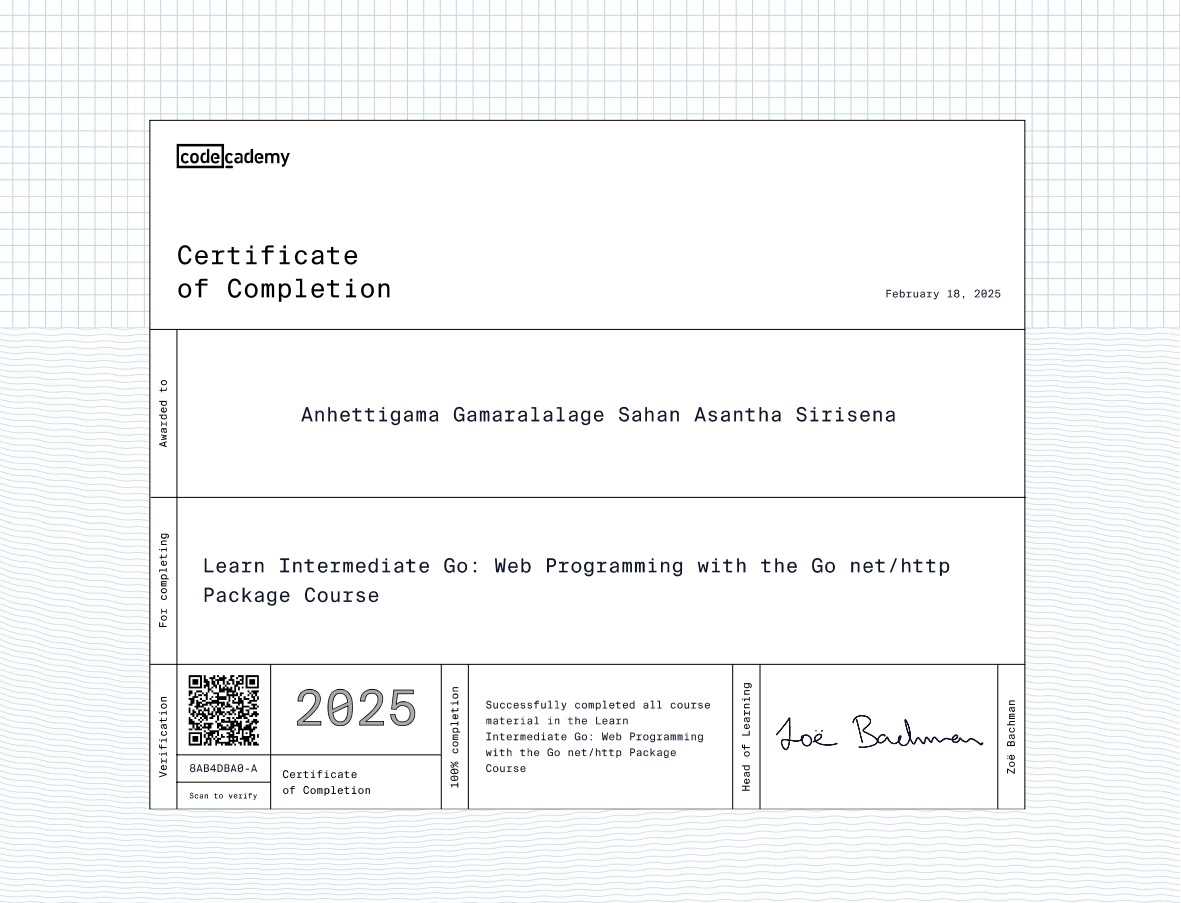 codecademy
Certificate
of Completion
February 18, 2025
Awarded to
Anhettigama Gamaralalage Sahan Asantha Sirisena
For completing
Learn Intermediate Go: Web Programming with the Go net/http
Package Course
Verification
8AB4DBA0-A
Scan to verify
2025
Certificate
of Completion
100% completion
Successfully completed all course
material in the Learn
Intermediate Go: Web Programming
with the Go net/http Package
Course
Head of Learning
Zoë Bachman
Zoë Bachman